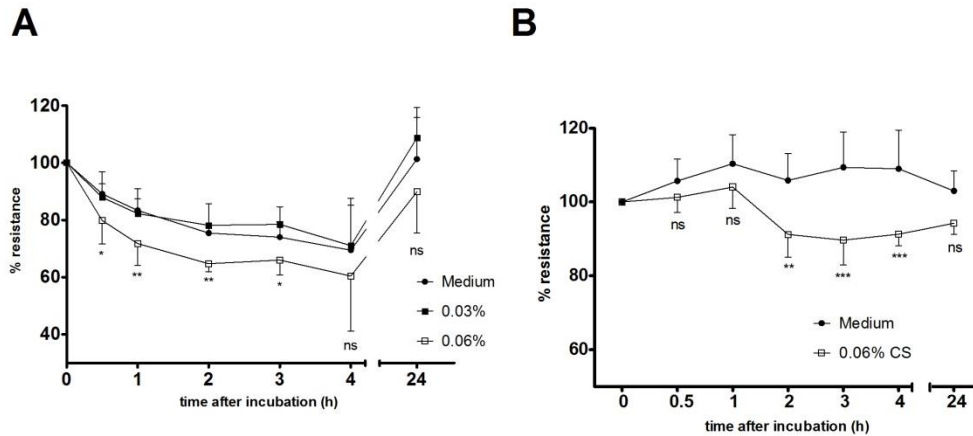 A
% resistance
120
100
80
60
40
* ** ** * ns ns
Medium
0.03%
0.06%
0 1 2 3 4 24
time after incubation (h)
B
% resistance
120
100
80
60
ns ns ** *** *** ns
Medium
0.06% CS
0 0.5 1 2 3 4 24
time after incubation (h)